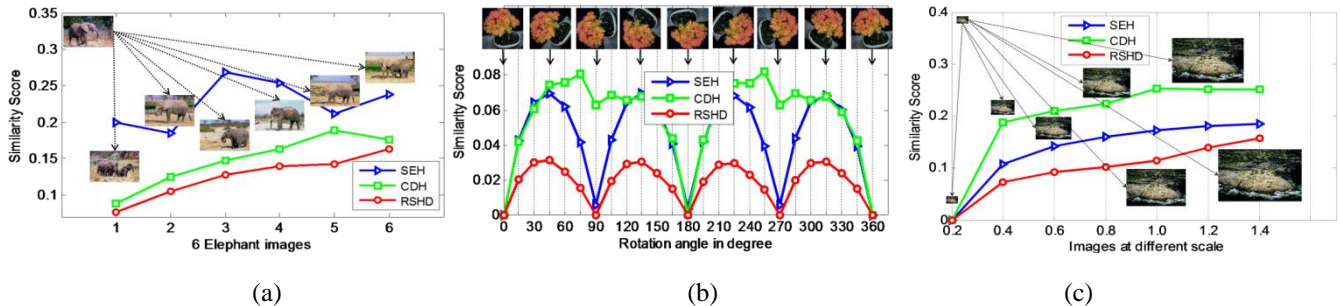 0.35
0.3
0.25
0.2
0.15
0.1
Similarity Score
1 2 3 4 5 6
6 Elephant images
SEH
CDH
RSHD
(a)
0.08
0.06
0.04
0.02
0
Similarity Score
0 30 60 90 120 150 180 210 240 270 300 330 360
Rotation angle in degree
SEH
CDH
RSHD
(b)
0.4
0.3
0.2
0.1
0
Similarity Score
0.2 0.4 0.6 0.8 1.0 1.2 1.4
Images at different scale
SEH
CDH
RSHD
(c)